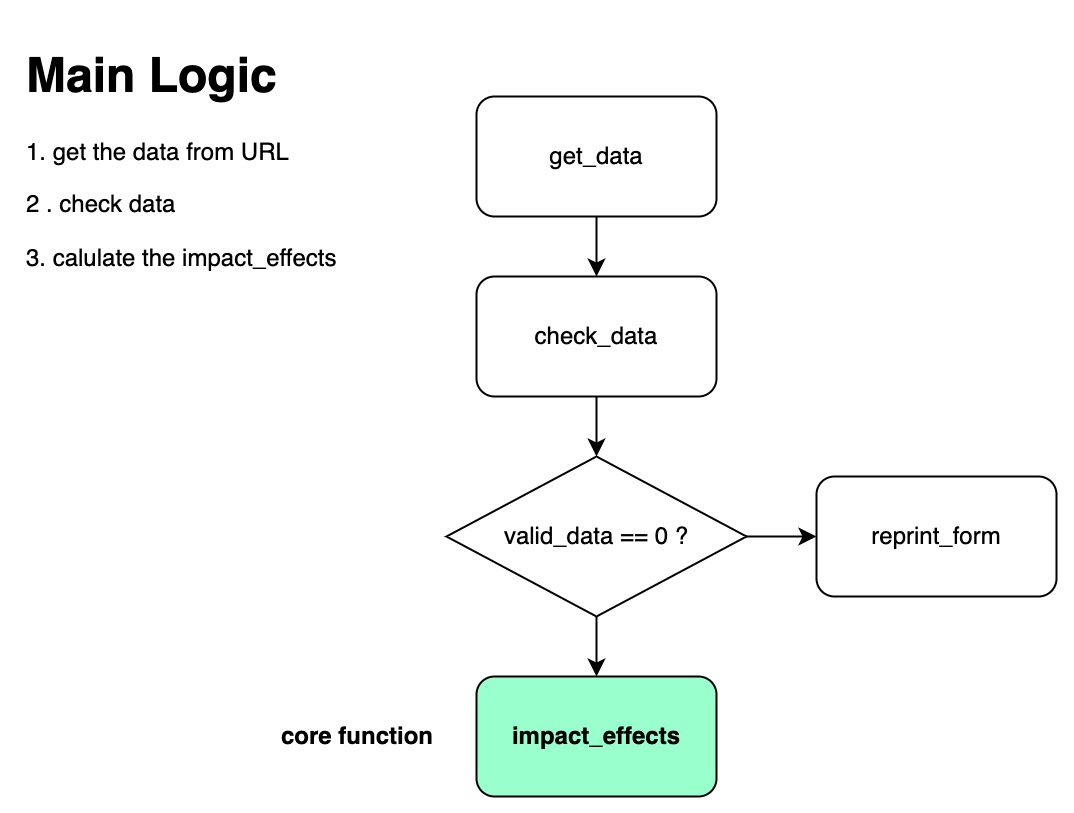 Main Logic
1. get the data from URL
2 . check data
3. calulate the impact_effects
get_data
check_data
valid_data == 0 ?
reprint_form
core function
impact_effects